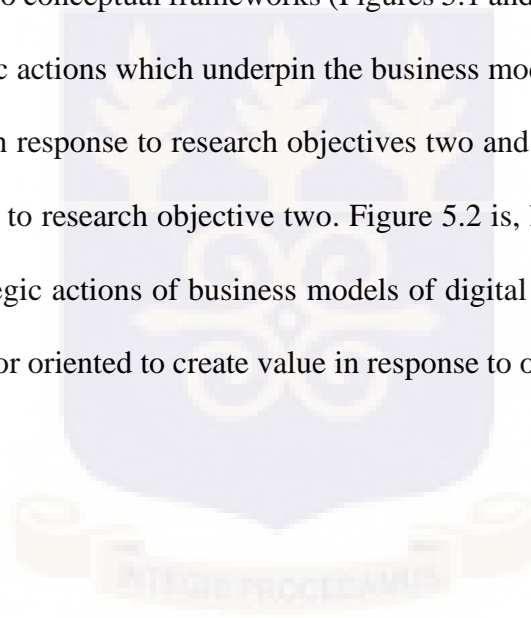 o conceptual frameworks (Figures 5.1 and
c actions which underpin the business mod
n response to research objectives two and
to research objective two. Figure 5.2 is,
egic actions of business models of digital
or oriented to create value in response to o
INTEGRI PROCEDAMUS